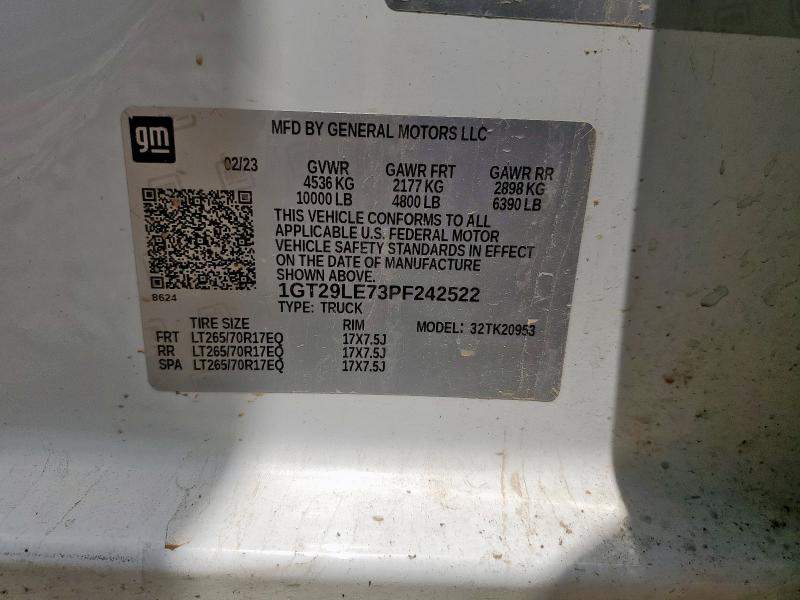 gm
MFD BY GENERAL MOTORS LLC
02/23 GVWR GAWR FRT GAWR RR
4536 KG 2177 KG 2898 KG
10000 LB 4800 LB 6390 LB
THIS VEHICLE CONFORMS TO ALL
APPLICABLE U.S. FEDERAL MOTOR
VEHICLE SAFETY STANDARDS IN EFFECT
ON THE DATE OF MANUFACTURE
SHOWN ABOVE.
8624
1GT29LE73PF242522
TYPE: TRUCK
TIRE SIZE RIM MODEL: 32TK20953
FRT LT265/70R17EQ 17X7.5J
RR LT265/70R17EQ 17X7.5J
SPA LT265/70R17EQ 17X7.5J